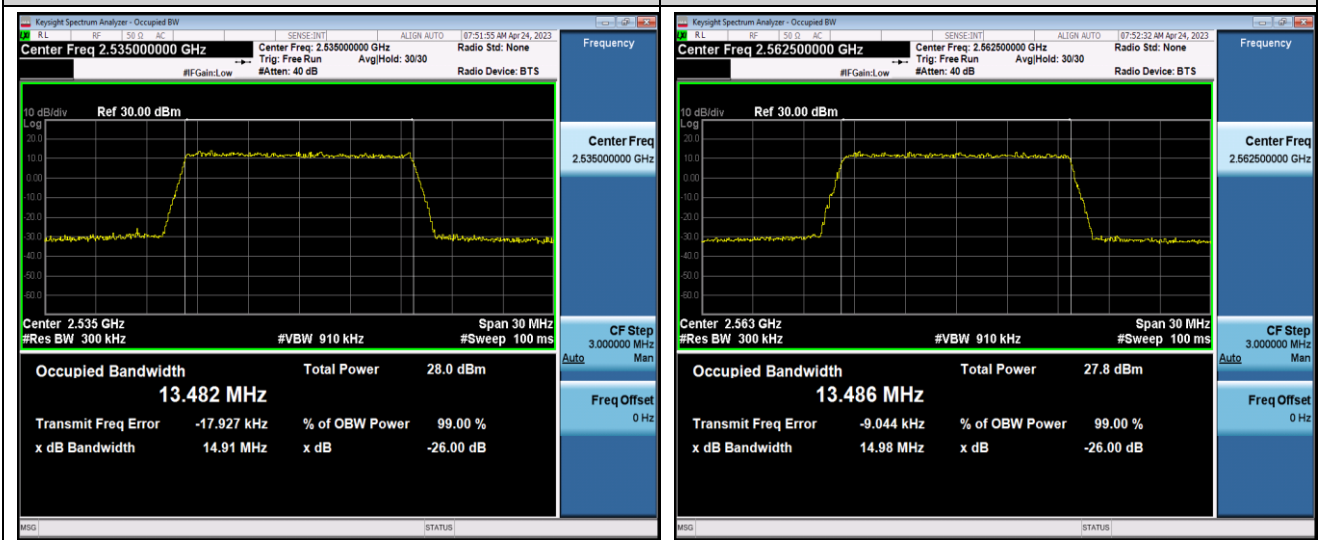 Keysight Spectrum Analyzer - Occupied BW
LXI RL RF 50 Ω AC SENSE:INT ALIGN AUTO 07:51:55 AM Apr 24, 2023
Center Freq 2.535000000 GHz
Center Freq: 2.535000000 GHz Radio Std: None
Trig: Free Run Avg|Hold: 30/30
#IFGain:Low #Atten: 40 dB Radio Device: BTS
10 dB/div Ref 30.00 dBm
Log
20.0
10.0
0.00
-10.0
-20.0
-30.0
-40.0
-50.0
-60.0
Center 2.535 GHz Span 30 MHz
#Res BW 300 kHz #VBW 910 kHz #Sweep 100 ms
Occupied Bandwidth Total Power 28.0 dBm
13.482 MHz
Transmit Freq Error -17.927 kHz % of OBW Power 99.00 %
x dB Bandwidth 14.91 MHz x dB -26.00 dB
MSG STATUS
Frequency
Center Freq
2.535000000 GHz
CF Step
3.000000 MHz
Auto Man
Freq Offset
0 Hz
Keysight Spectrum Analyzer - Occupied BW
LXI RL RF 50 Ω AC SENSE:INT ALIGN AUTO 07:52:32 AM Apr 24, 2023
Center Freq 2.562500000 GHz
Center Freq: 2.562500000 GHz Radio Std: None
Trig: Free Run Avg|Hold: 30/30
#IFGain:Low #Atten: 40 dB Radio Device: BTS
10 dB/div Ref 30.00 dBm
Log
20.0
10.0
0.00
-10.0
-20.0
-30.0
-40.0
-50.0
-60.0
Center 2.563 GHz Span 30 MHz
#Res BW 300 kHz #VBW 910 kHz #Sweep 100 ms
Occupied Bandwidth Total Power 27.8 dBm
13.486 MHz
Transmit Freq Error -9.044 kHz % of OBW Power 99.00 %
x dB Bandwidth 14.98 MHz x dB -26.00 dB
MSG STATUS
Frequency
Center Freq
2.562500000 GHz
CF Step
3.000000 MHz
Auto Man
Freq Offset
0 Hz